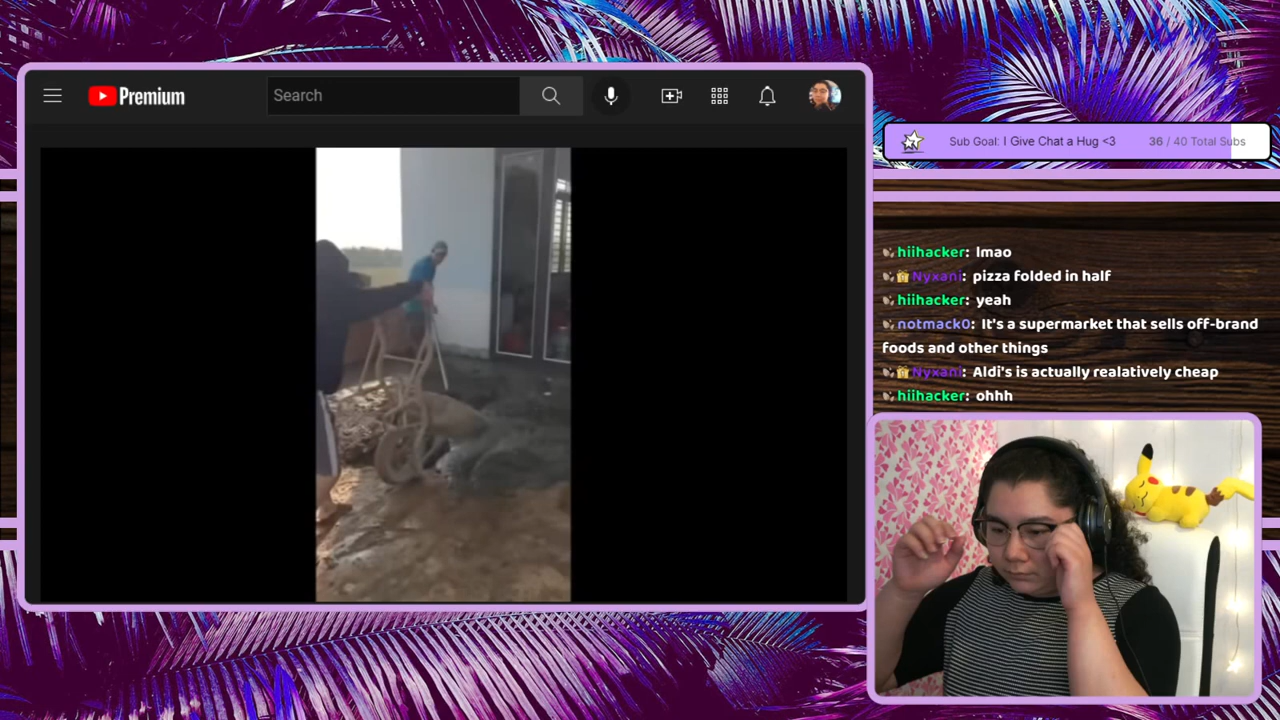 Premium
Search
Sub Goal: I Give Chat a Hug <3
36 / 40 Total Subs
hiihacker: lmao
Nyxani: pizza folded in half
hiihacker: yeah
notmack0: It's a supermarket that sells off-brand
foods and other things
Nyxani: Aldi's is actually realatively cheap
hiihacker: ohhh